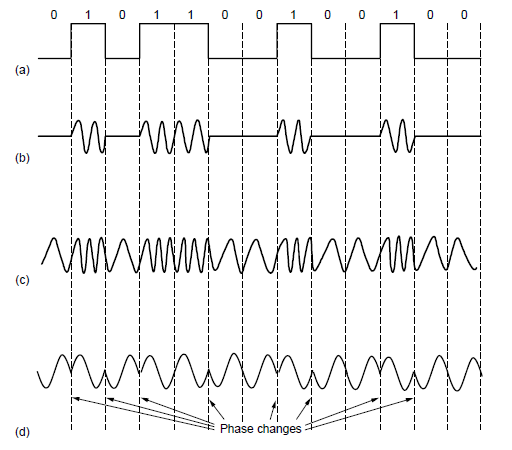 0 1 0 1 1 0 0 1 0 0 1 0 0
(a)
(b)
(c)
Phase changes
(d)